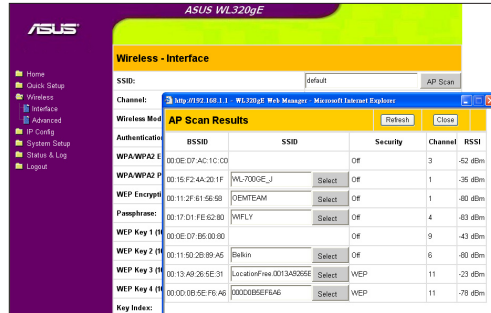 ASUS WL320gE
ASUS
Wireless - Interface
Home
Quick Setup
Wireless
Interface
Advanced
IP Config
System Setup
Status & Log
Logout
SSID: default AP Scan
Channel:
Wireless Mod
Authenticatio
WPA/WPA2 E
WPA/WPA2 P
WEP Encrypti
Passphrase:
WEP Key 1 (1
WEP Key 2 (1
WEP Key 3 (1
WEP Key 4 (1
Key Index:
http://192.168.1.1 - WL320gE Web Manager - Microsoft Internet Explorer
AP Scan Results Refresh Close
BSSID SSID Security Channel RSSI
00:0E:D7:AC:1C:C0 Off 3 -52 dBm
00:15:F2:4A:20:1F WL-700GE_J Select Off 1 -35 dBm
00:11:2F:61:56:58 OEMTEAM Select Off 1 -80 dBm
00:17:01:FE:62:80 WIFLY Select Off 4 -83 dBm
00:0E:D7:B5:00:80 Off 9 -43 dBm
00:11:50:2B:89:A5 Belkin Select Off 6 -80 dBm
00:13:A9:26:5E:31 LocationFree.0013A9265E Select WEP 11 -23 dBm
00:0D:0B:5E:F6:A6 000D0B5EF6A6 Select WEP 11 -78 dBm